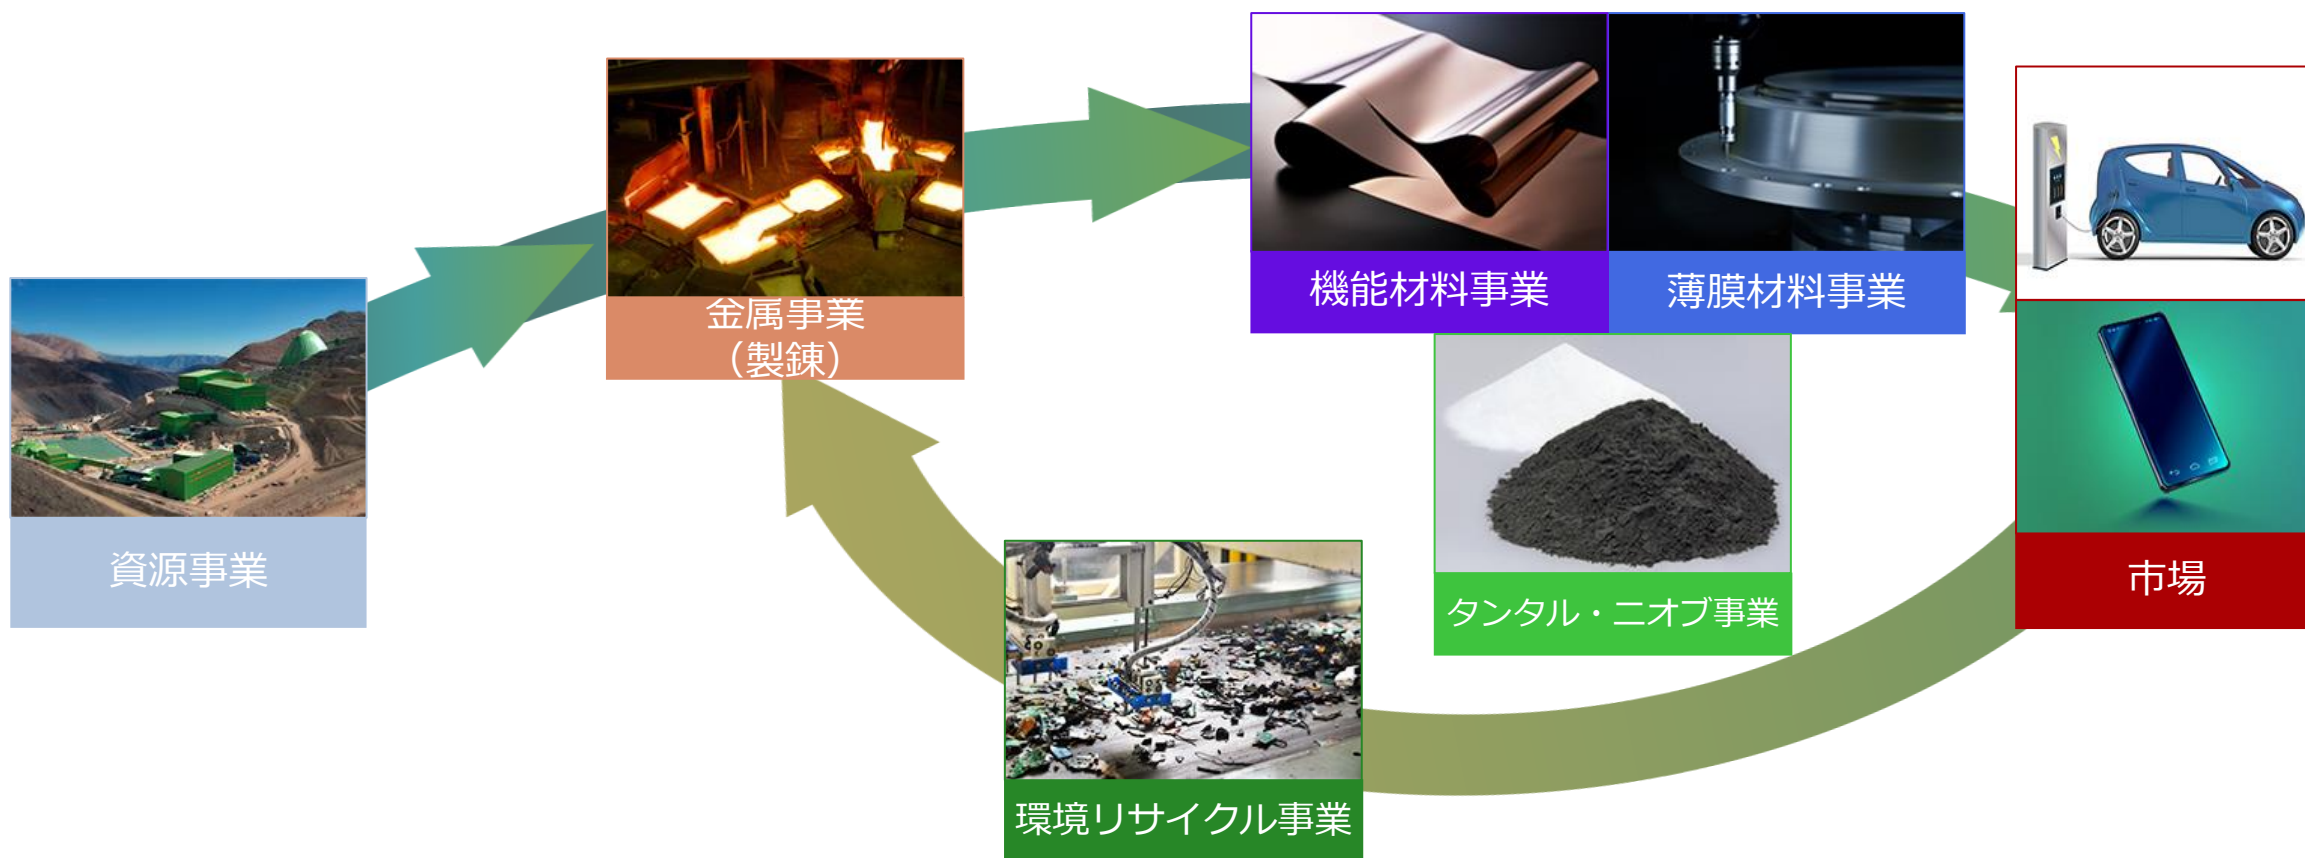 資源事業
金属事業
（製錬）
機能材料事業
薄膜材料事業
タンタル・ニオブ事業
市場
環境リサイクル事業